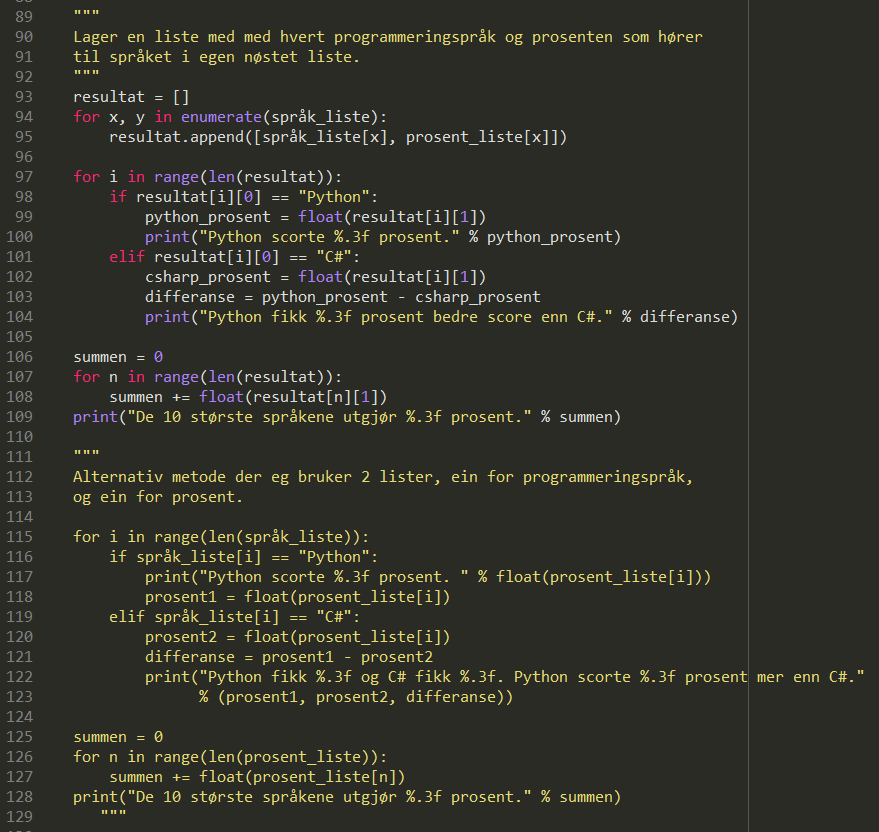 89 """
90 Lager en liste med med hvert programmeringspråk og prosenten som hører
91 til språket i egen nøstet liste.
92 """
93 resultat = []
94 for x, y in enumerate(språk_liste):
95     resultat.append([språk_liste[x], prosent_liste[x]])
96
97 for i in range(len(resultat)):
98     if resultat[i][0] == "Python":
99         python_prosent = float(resultat[i][1])
100         print("Python scorte %.3f prosent." % python_prosent)
101     elif resultat[i][0] == "C#":
102         csharp_prosent = float(resultat[i][1])
103         differanse = python_prosent - csharp_prosent
104         print("Python fikk %.3f prosent bedre score enn C#." % differanse)
105
106 summen = 0
107 for n in range(len(resultat)):
108     summen += float(resultat[n][1])
109 print("De 10 største språkene utgjør %.3f prosent." % summen)
110
111 """
112 Alternativ metode der eg bruker 2 lister, ein for programmeringspråk,
113 og ein for prosent.
114
115 for i in range(len(språk_liste)):
116     if språk_liste[i] == "Python":
117         print("Python scorte %.3f prosent. " % float(prosent_liste[i]))
118         prosent1 = float(prosent_liste[i])
119     elif språk_liste[i] == "C#":
120         prosent2 = float(prosent_liste[i])
121         differanse = prosent1 - prosent2
122         print("Python fikk %.3f og C# fikk %.3f. Python scorte %.3f prosent mer enn C#."
123               % (prosent1, prosent2, differanse))
124
125 summen = 0
126 for n in range(len(prosent_liste)):
127     summen += float(prosent_liste[n])
128 print("De 10 største språkene utgjør %.3f prosent." % summen)
129    """